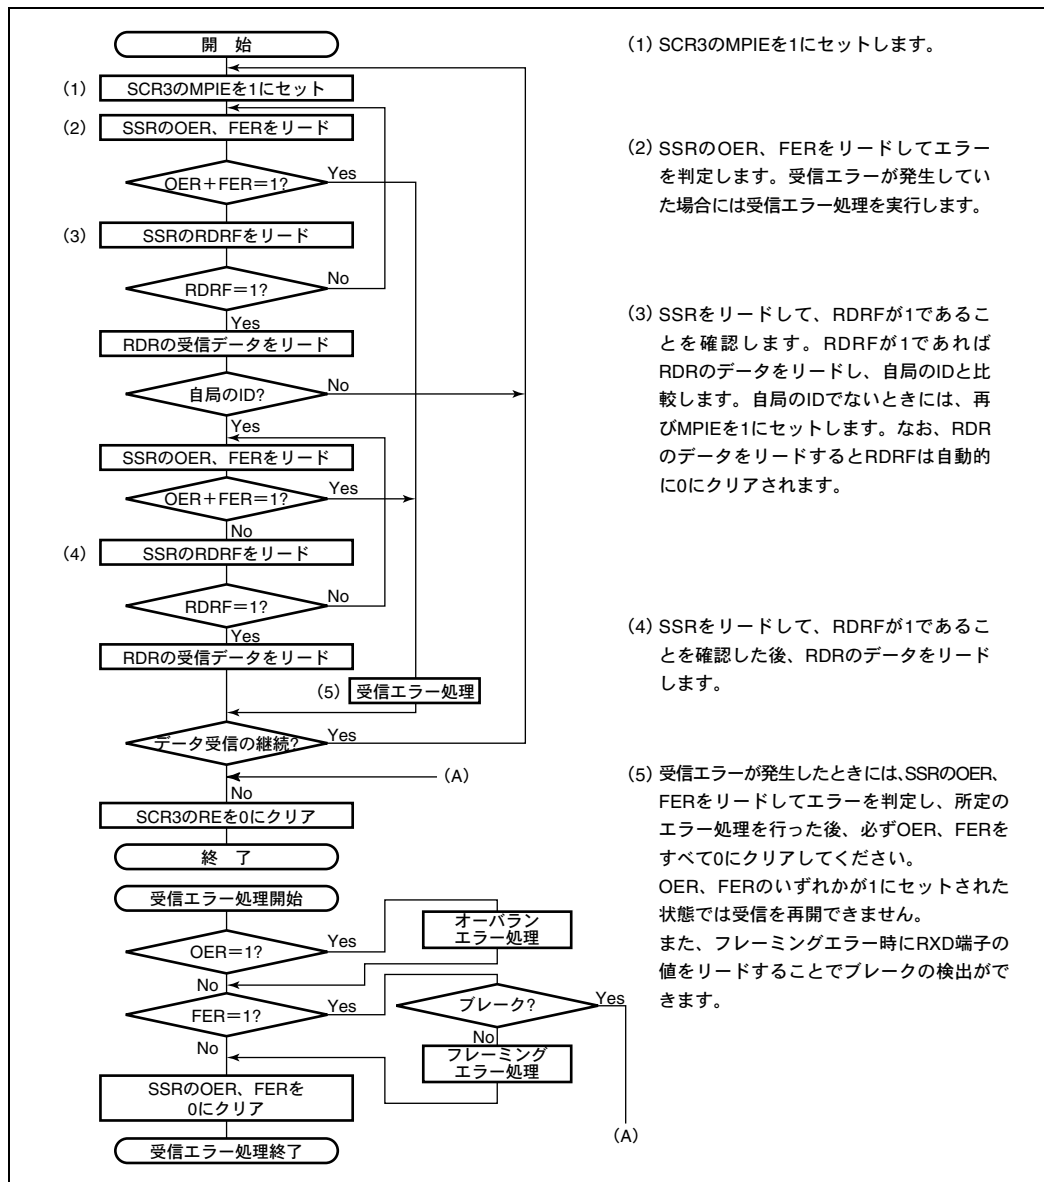 開 始
(1) SCR3のMPIEを1にセット
(2) SSRのOER、FERをリード
OER+FER=1?
Yes
(3) SSRのRDRFをリード
RDRF=1?
No
Yes
RDRの受信データをリード
自局のID?
No
Yes
SSRのOER、FERをリード
OER+FER=1?
Yes
No
(4) SSRのRDRFをリード
RDRF=1?
No
Yes
RDRの受信データをリード
(5) 受信エラー処理
データ受信の継続?
Yes
(A)
No
SCR3のREを0にクリア
終 了
受信エラー処理開始
OER=1?
Yes
オーバラン
エラー処理
No
FER=1?
Yes
ブレーク?
Yes
No
フレーミング
エラー処理
No
SSRのOER、FERを
0にクリア
(A)
受信エラー処理終了
(1) SCR3のMPIEを1にセットします。
(2) SSRのOER、FERをリードしてエラー
を判定します。受信エラーが発生してい
た場合には受信エラー処理を実行します。
(3) SSRをリードして、RDRFが1であるこ
とを確認します。RDRFが1であれば
RDRのデータをリードし、自局のIDと比
較します。自局のIDでないときには、再
びMPIEを1にセットします。なお、RDR
のデータをリードするとRDRFは自動的
に0にクリアされます。
(4) SSRをリードして、RDRFが1であるこ
とを確認した後、RDRのデータをリード
します。
(5) 受信エラーが発生したときには、SSRのOER、
FERをリードしてエラーを判定し、所定の
エラー処理を行った後、必ずOER、FERを
すべて0にクリアしてください。
OER、FERのいずれかが1にセットされた
状態では受信を再開できません。
また、フレーミングエラー時にRXD端子の
値をリードすることでブレークの検出がで
きます。